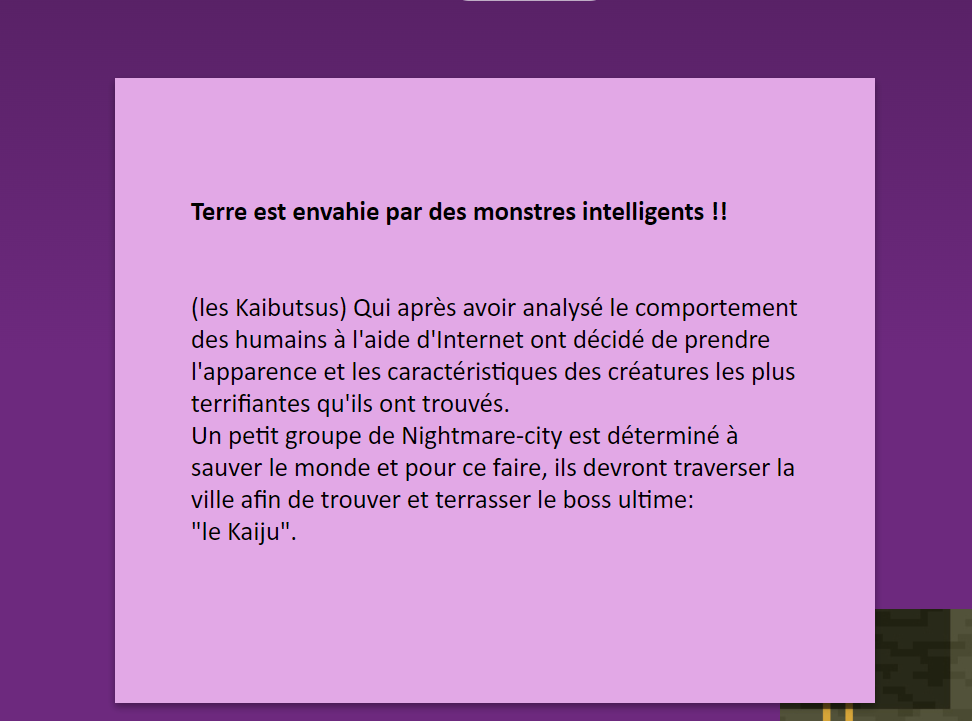 Terre est envahie par des monstres intelligents !!
(les Kaibutsus) Qui après avoir analysé le comportement
des humains à l'aide d'Internet ont décidé de prendre
l'apparence et les caractéristiques des créatures les plus
terrifiantes qu'ils ont trouvés.
Un petit groupe de Nightmare-city est déterminé à
sauver le monde et pour ce faire, ils devront traverser la
ville afin de trouver et terrasser le boss ultime:
"le Kaiju".